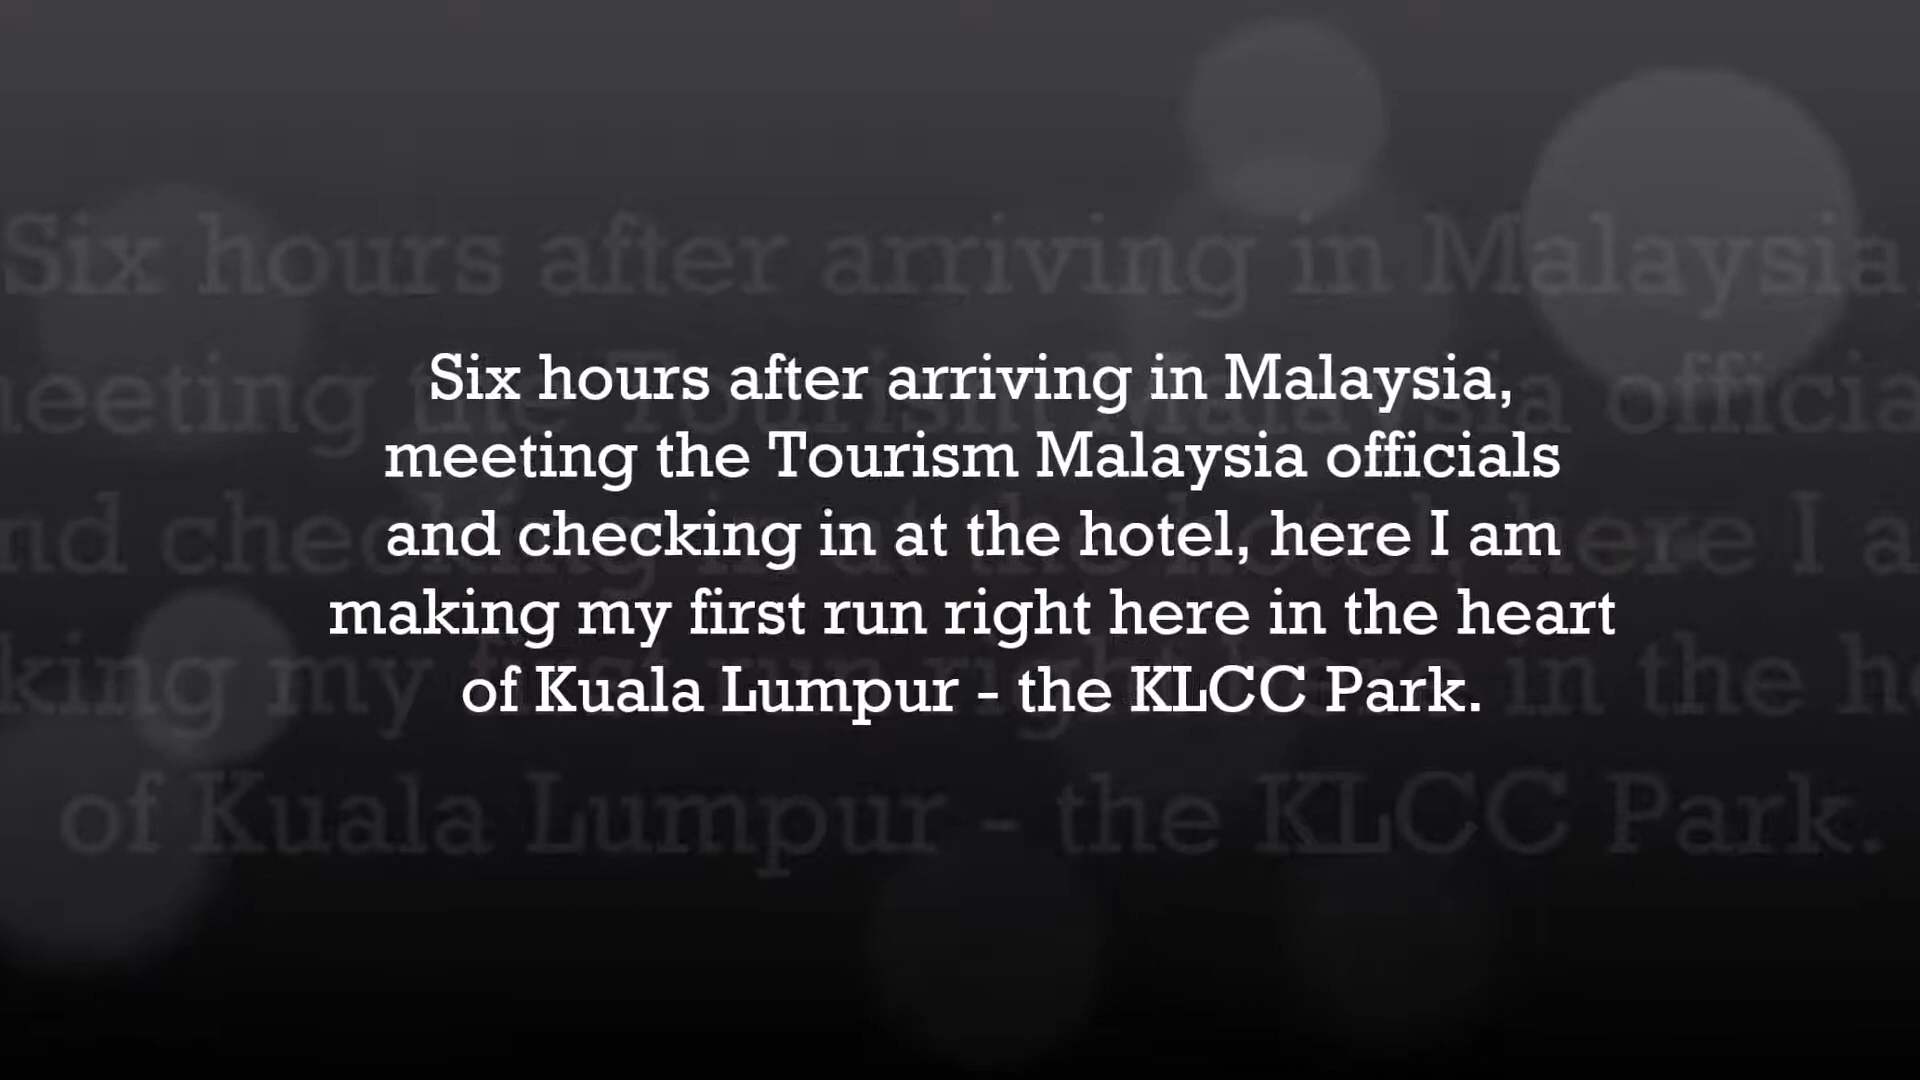 Six hours after arriving in Malaysia,
meeting the Tourism Malaysia officials
and checking in at the hotel, here I am
making my first run right here in the heart
of Kuala Lumpur - the KLCC Park.